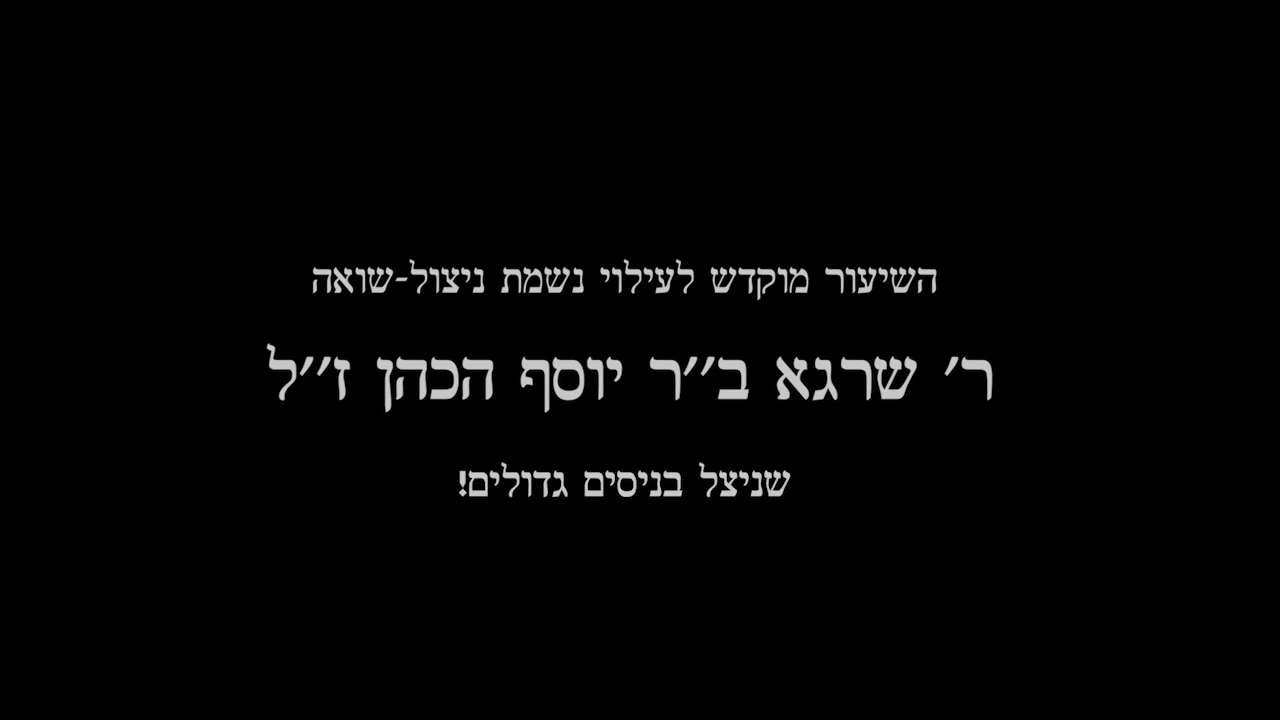 השיעור מוקדש לעילוי נשמת ניצול-שואה
ר' שרגא ב''ר יוסף הכהן ז''ל
שניצל בניסים גדולים!